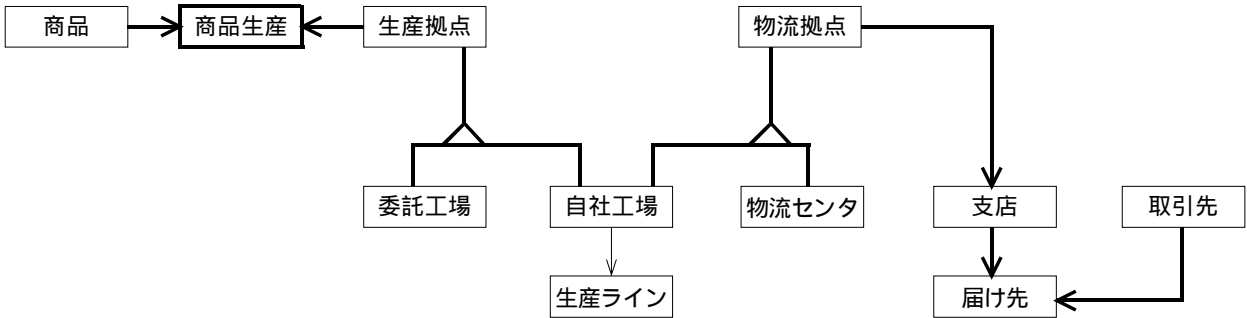 商品
商品生産
生産拠点
物流拠点
委託工場
自社工場
物流センタ
支店
取引先
生産ライン
届け先